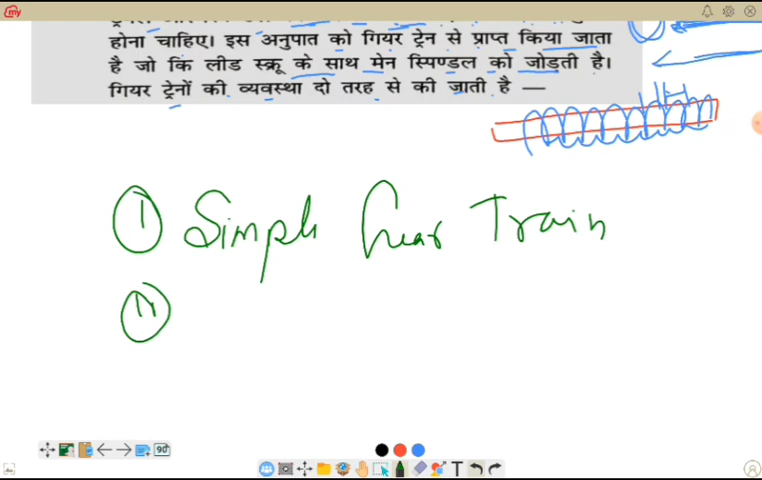 होना चाहिए। इस अनुपात को गियर ट्रेन से प्राप्त किया जाता
है जो कि लीड स्क्रू के साथ मेन स्पिण्डल को जोड़ती है।
गियर ट्रेनों की व्यवस्था दो तरह से की जाती है —
① Simple Gear Train
②